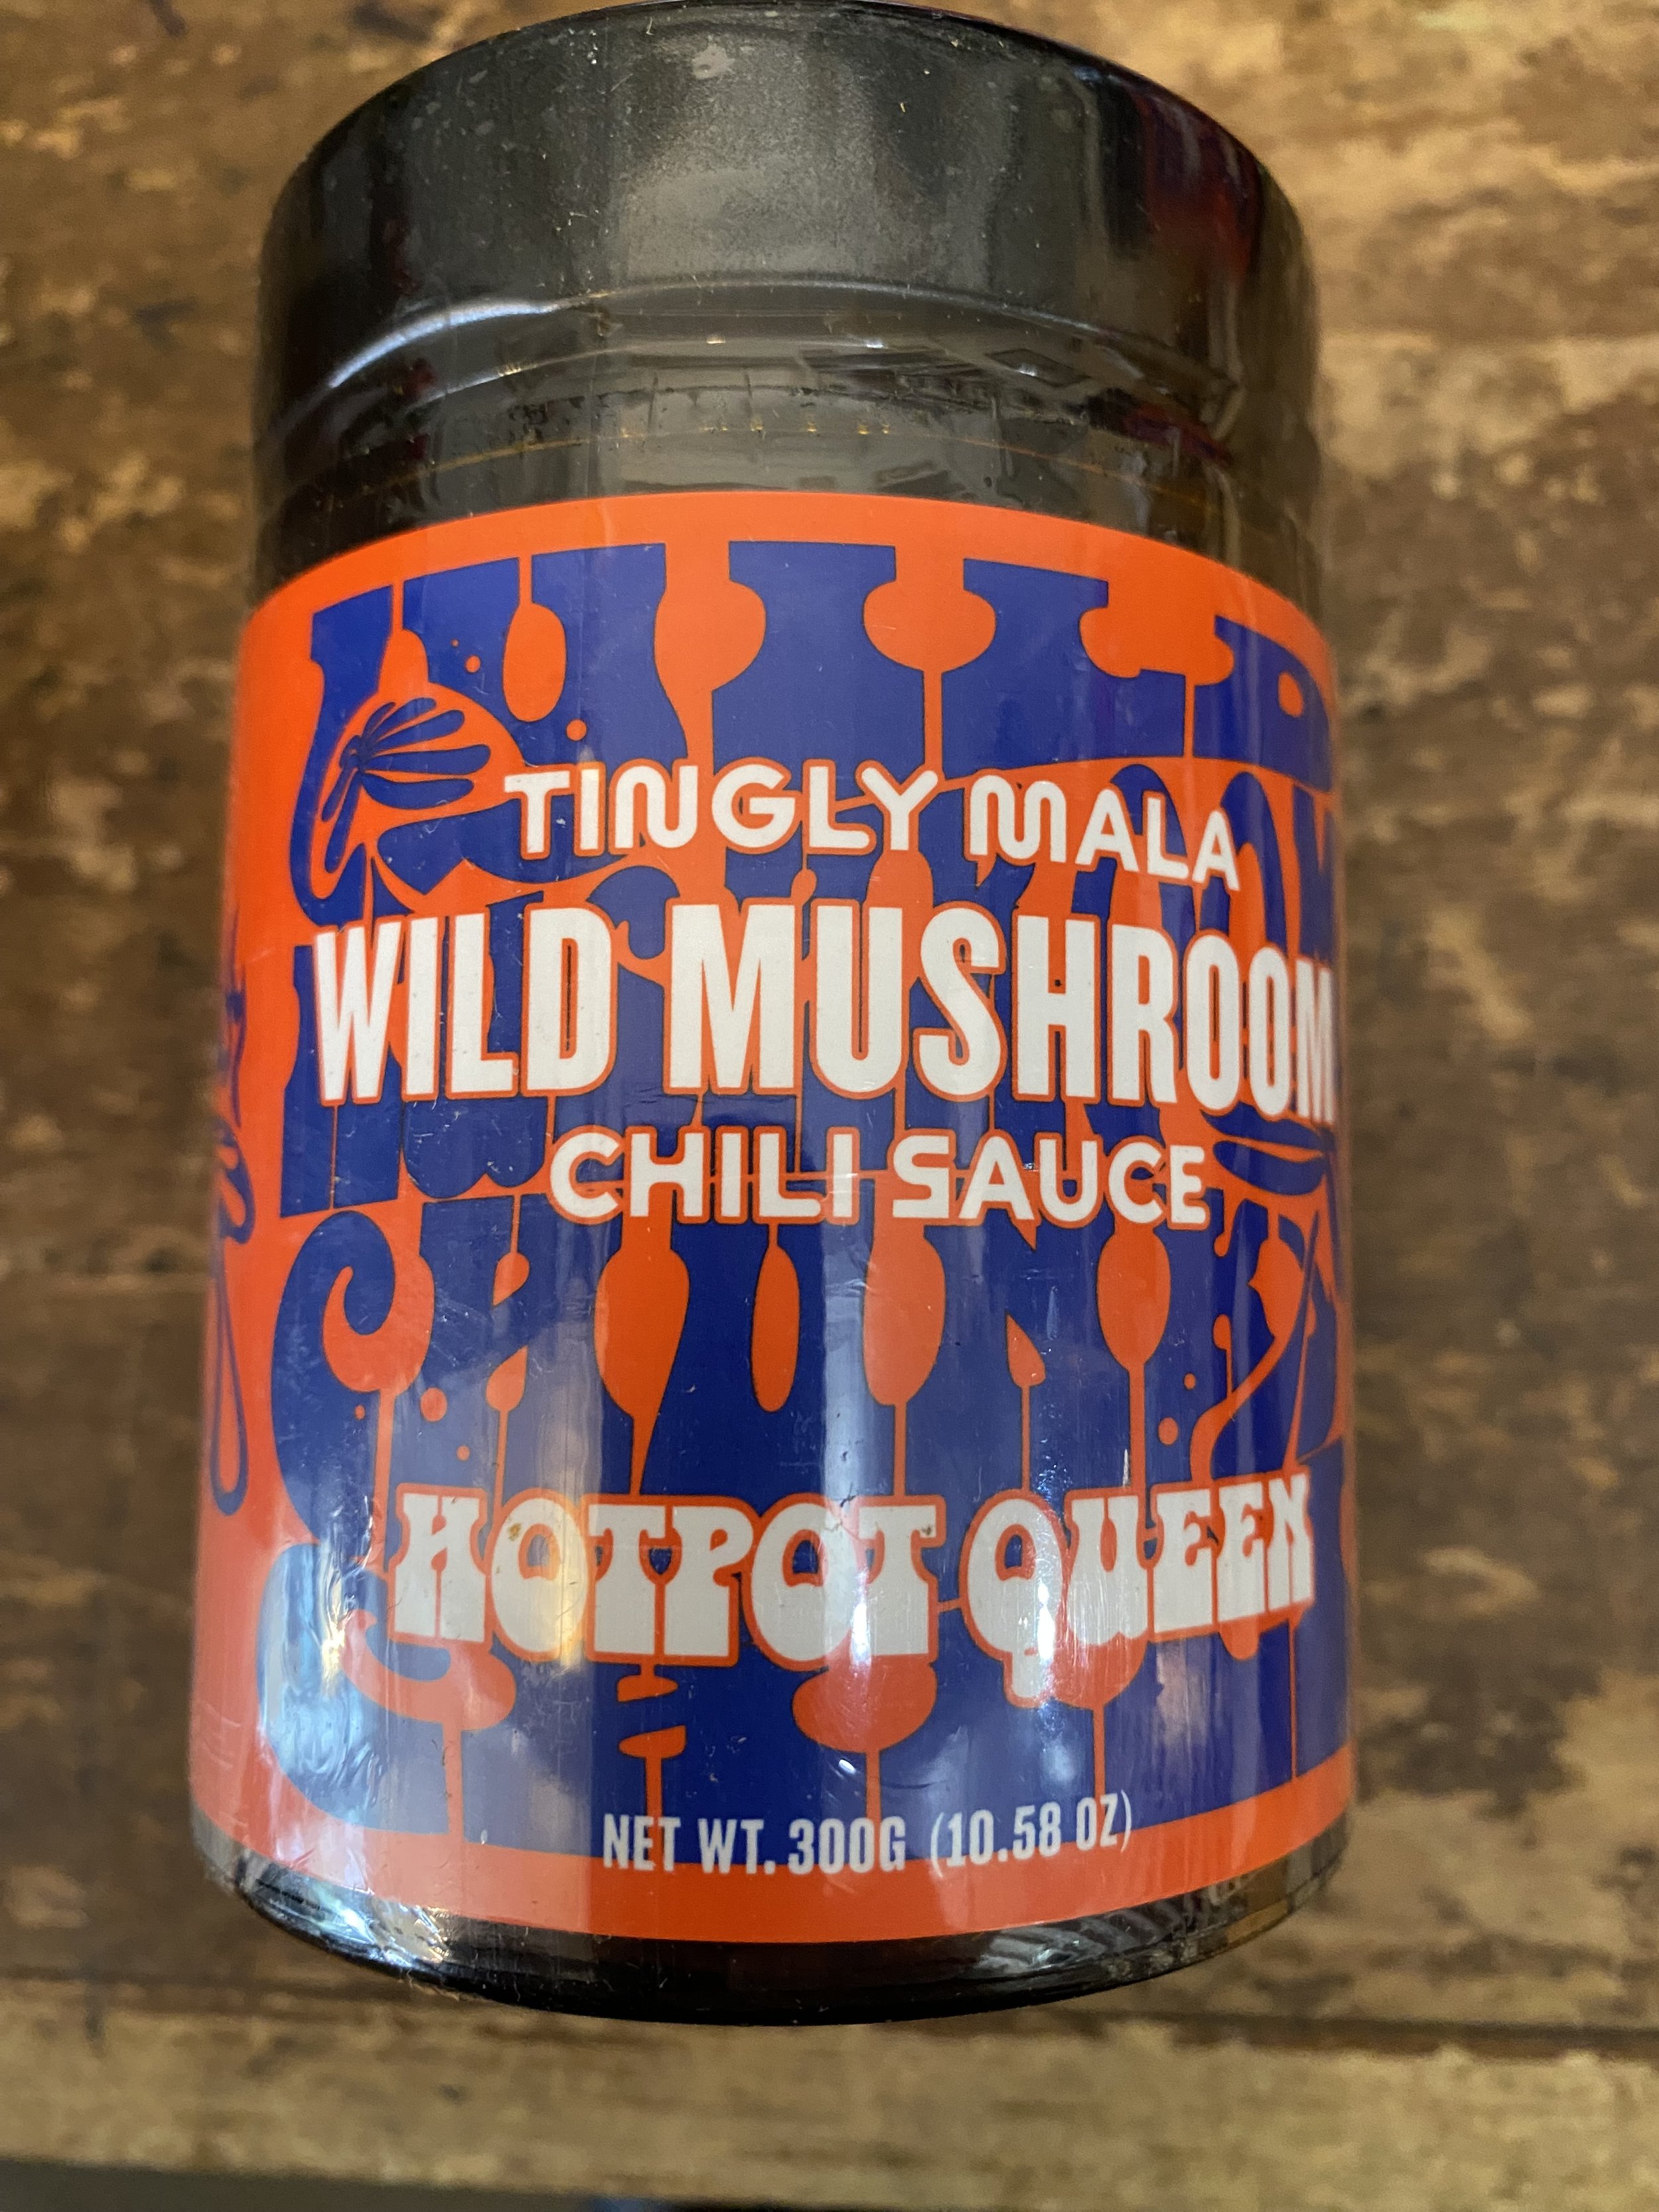 TINGLY MALA
WILD MUSHROOM
CHILI SAUCE
HOTPOT QUEEN
NET WT. 300G (10.58 OZ)